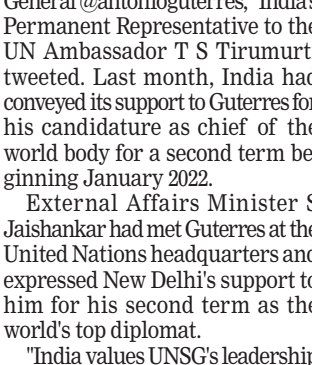 General @antonioguterres," India's
Permanent Representative to the
UN Ambassador T S Tirumurti
tweeted. Last month, India had
conveyed its support to Guterres for
his candidature as chief of the
world body for a second term be
ginning January 2022.
External Affairs Minister S
Jaishankar had met Guterres at the
United Nations headquarters and
expressed New Delhi's support to
him for his second term as the
world's top diplomat.
"India values UNSG's leadership